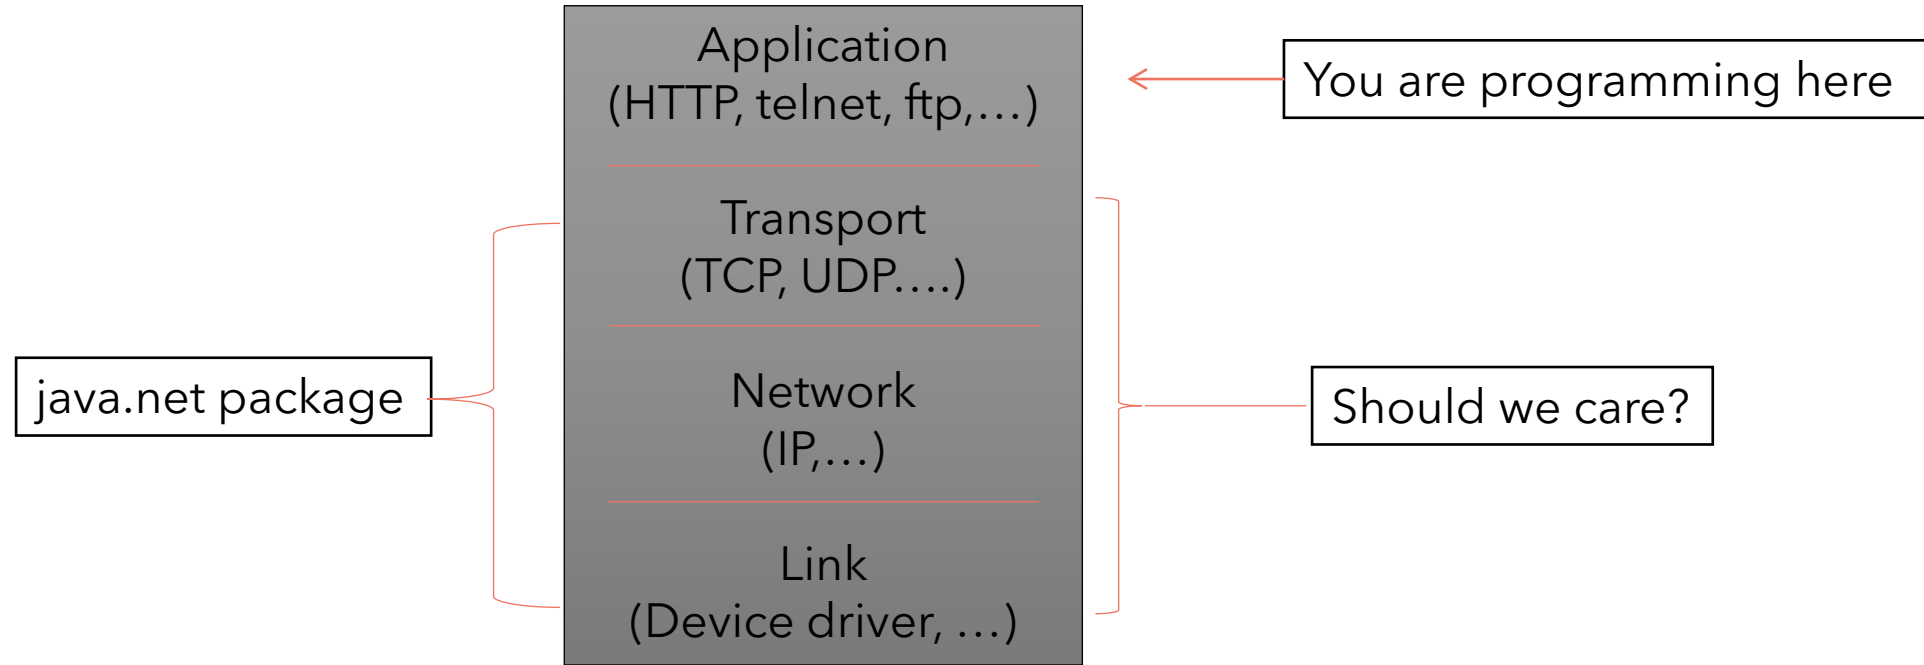 Application
(HTTP, telnet, ftp,…)
You are programming here
Transport
(TCP, UDP….)
java.net package
Network
(IP,…)
Should we care?
Link
(Device driver, …)